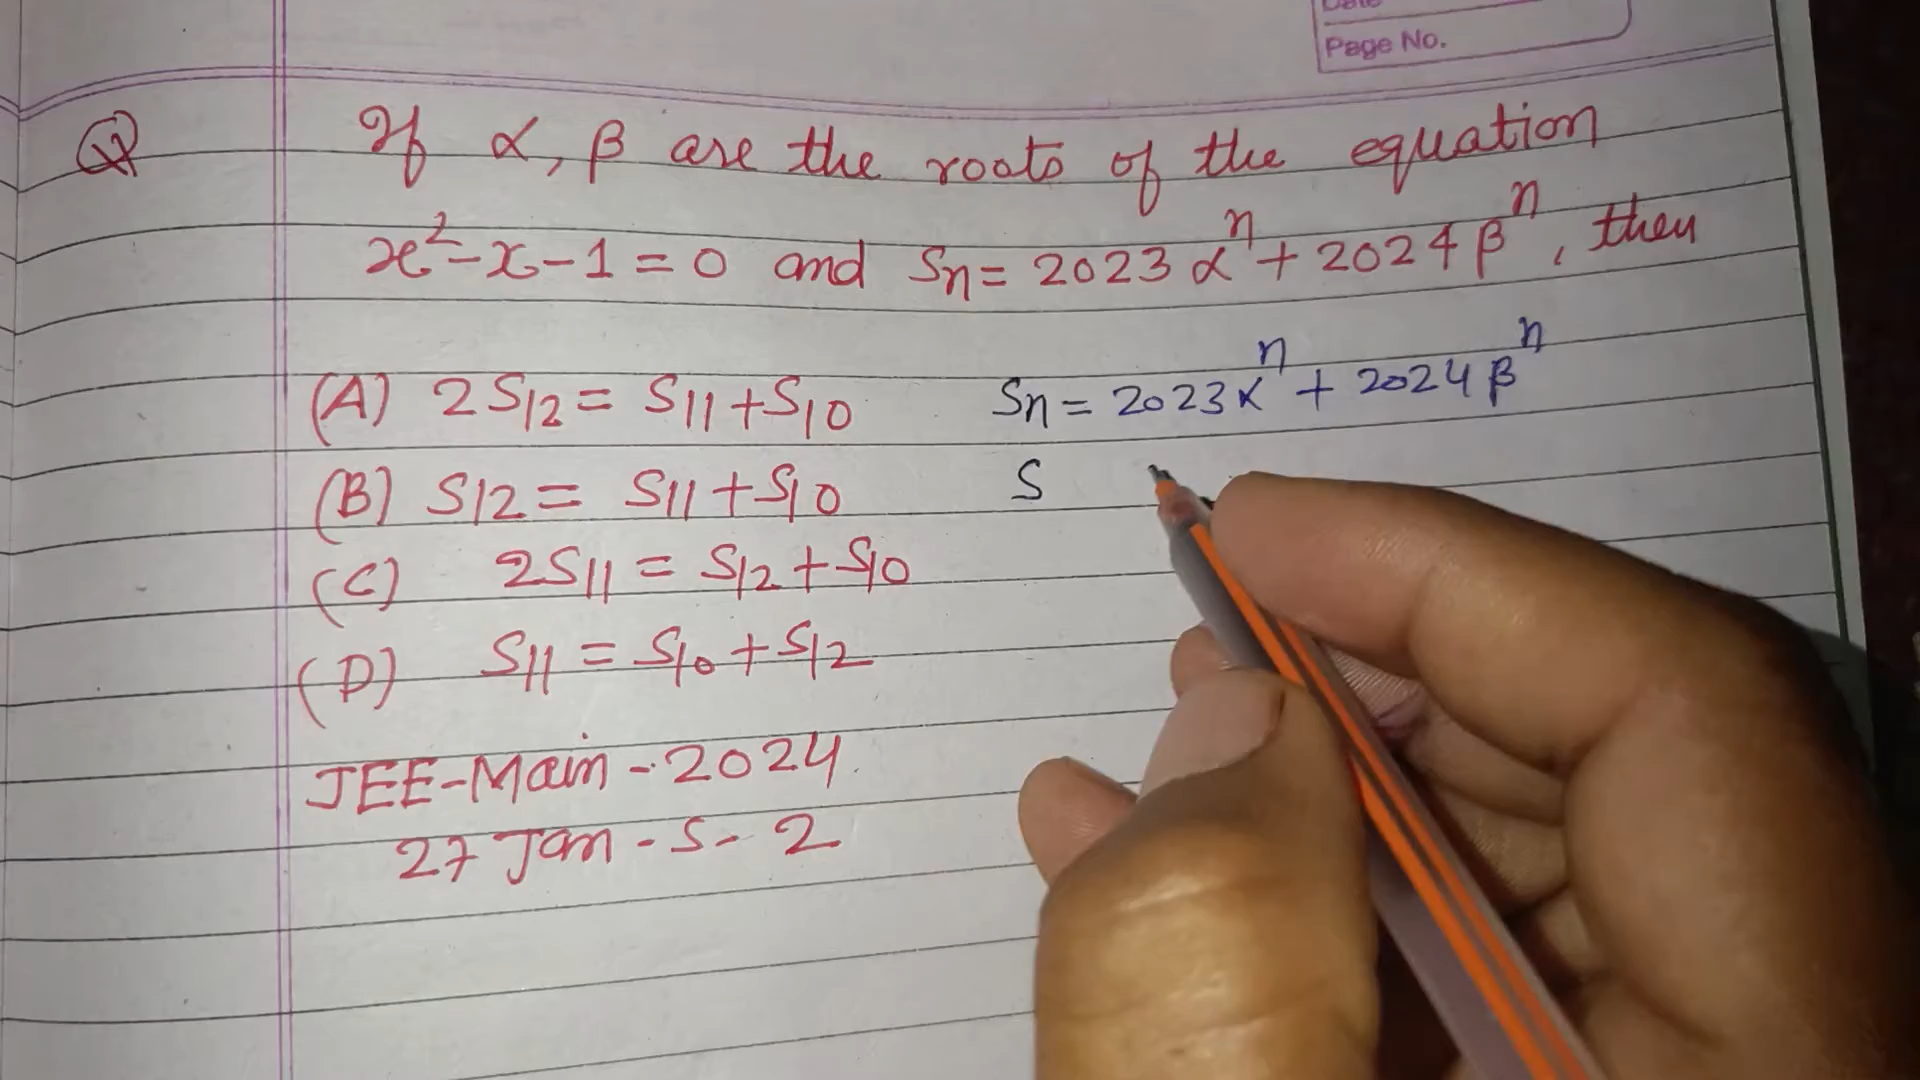 Date
Page No.
Q If α, β are the roots of the equation
x²-x-1=0 and Sn = 2023 αⁿ + 2024 βⁿ, then
(A) 2S12 = S11+S10
Sn = 2023αⁿ + 2024 βⁿ
(B) S12 = S11+S10
S
(C) 2S11 = S12+S10
(D) S11 = S10+S12
JEE-Main-2024.
27 Jan-S-2